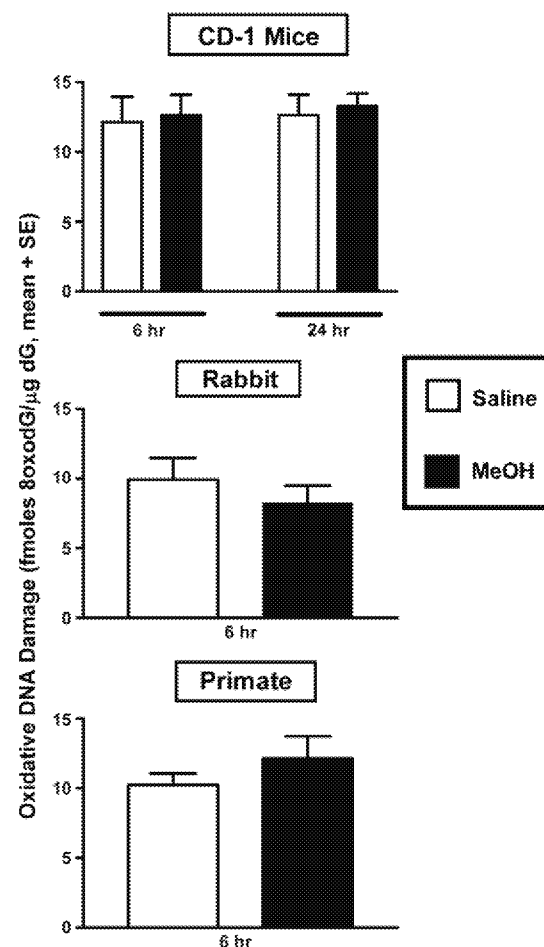 CD-1 Mice
15
10
5
0
6 hr
24 hr
Rabbit
15
10
5
0
6 hr
Primate
15
10
5
0
6 hr
Oxidative DNA Damage (fmoles 8oxodG/µg dG, mean + SE)
Saline
MeOH